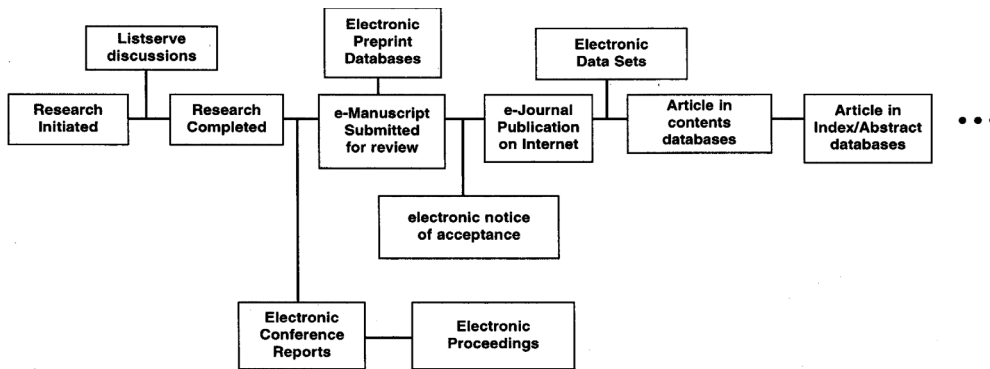 Listserve
discussions
Electronic
Preprint
Databases
Electronic
Data Sets
Research
Initiated
Research
Completed
e-Manuscript
Submitted
for review
e-Journal
Publication
on Internet
Article in
contents
databases
Article in
Index/Abstract
databases
• • •
electronic notice
of acceptance
Electronic
Conference
Reports
Electronic
Proceedings